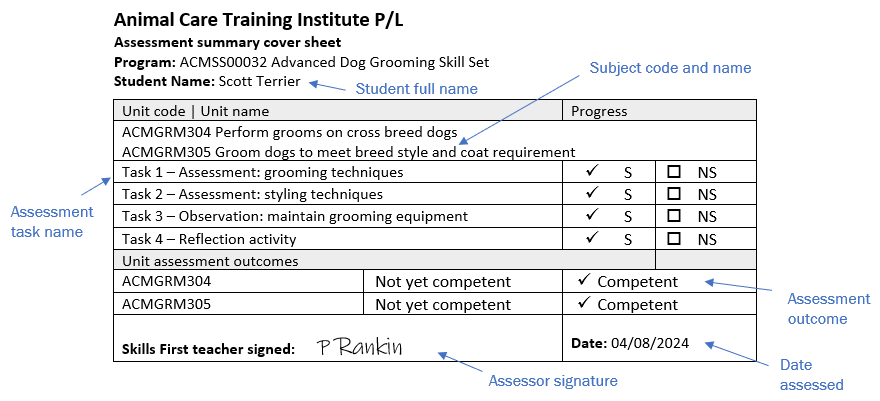 Animal Care Training Institute P/L
Assessment summary cover sheet
Program: ACMSS00032 Advanced Dog Grooming Skill Set
Subject code and name
Student Name: Scott Terrier
Student full name
Unit code | Unit name Progress
ACMGRM304 Perform grooms on cross breed dogs
ACMGRM305 Groom dogs to meet breed style and coat requirement
Task 1 – Assessment: grooming techniques ✓ S ☐ NS
Task 2 – Assessment: styling techniques ✓ S ☐ NS
Assessment task name
Task 3 – Observation: maintain grooming equipment ✓ S ☐ NS
Task 4 – Reflection activity ✓ S ☐ NS
Unit assessment outcomes
ACMGRM304 Not yet competent ✓ Competent
ACMGRM305 Not yet competent ✓ Competent
Assessment outcome
Skills First teacher signed: P Rankin Date: 04/08/2024
Assessor signature
Date assessed